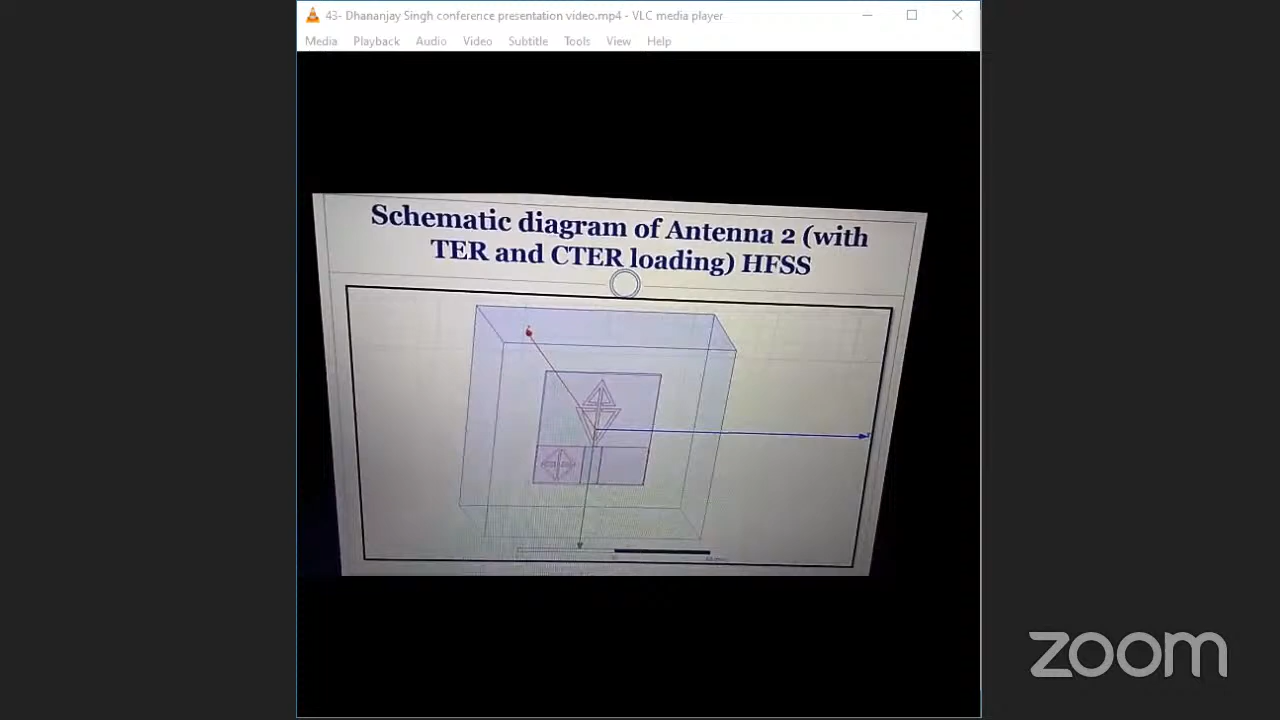 43- Dhananjay Singh conference presentation video.mp4 - VLC media player
Media Playback Audio Video Subtitle Tools View Help
Schematic diagram of Antenna 2 (with
TER and CTER loading) HFSS
zoom